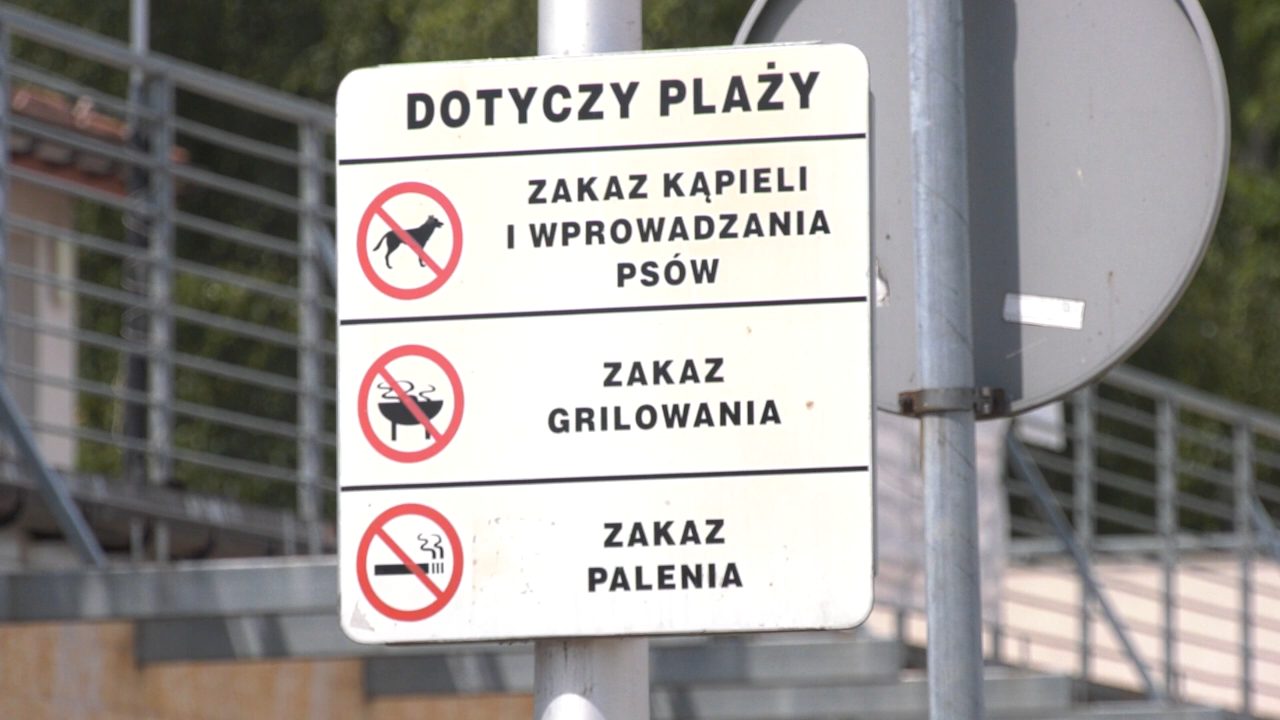 DOTYCZY PLAŻY
ZAKAZ KĄPIELI
I WPROWADZANIA
PSÓW
ZAKAZ
GRILOWANIA
ZAKAZ
PALENIA